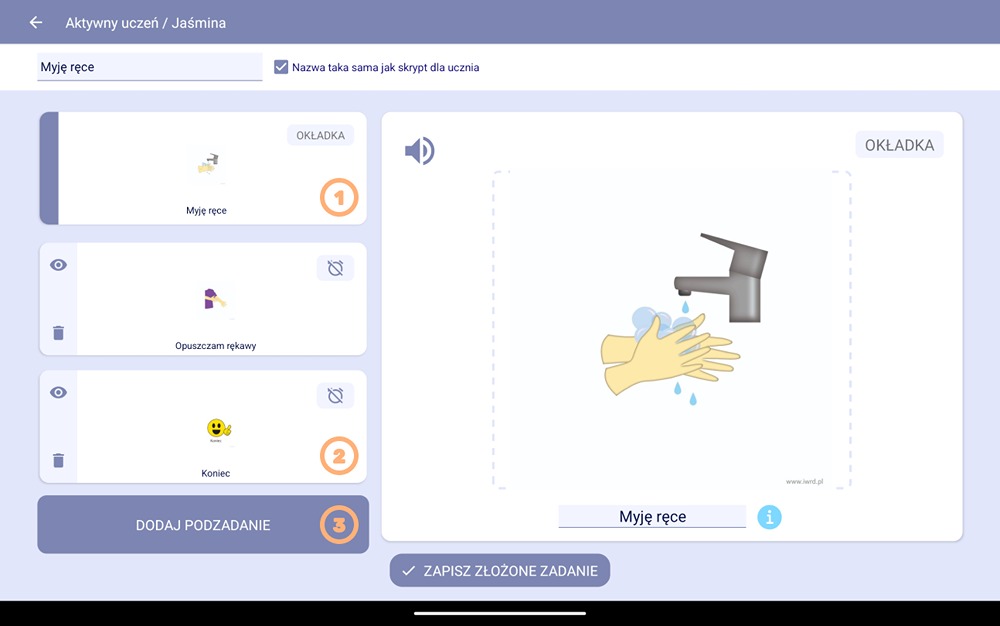 Aktywny uczeń / Jaśmina
Myję ręce
Nazwa taka sama jak skrypt dla ucznia
OKŁADKA
1
Myję ręce
Opuszczam rękawy
Koniec
2
Koniec
DODAJ PODZADANIE
3
OKŁADKA
www.iwrd.pl
Myję ręce
i
ZAPISZ ZŁOŻONE ZADANIE